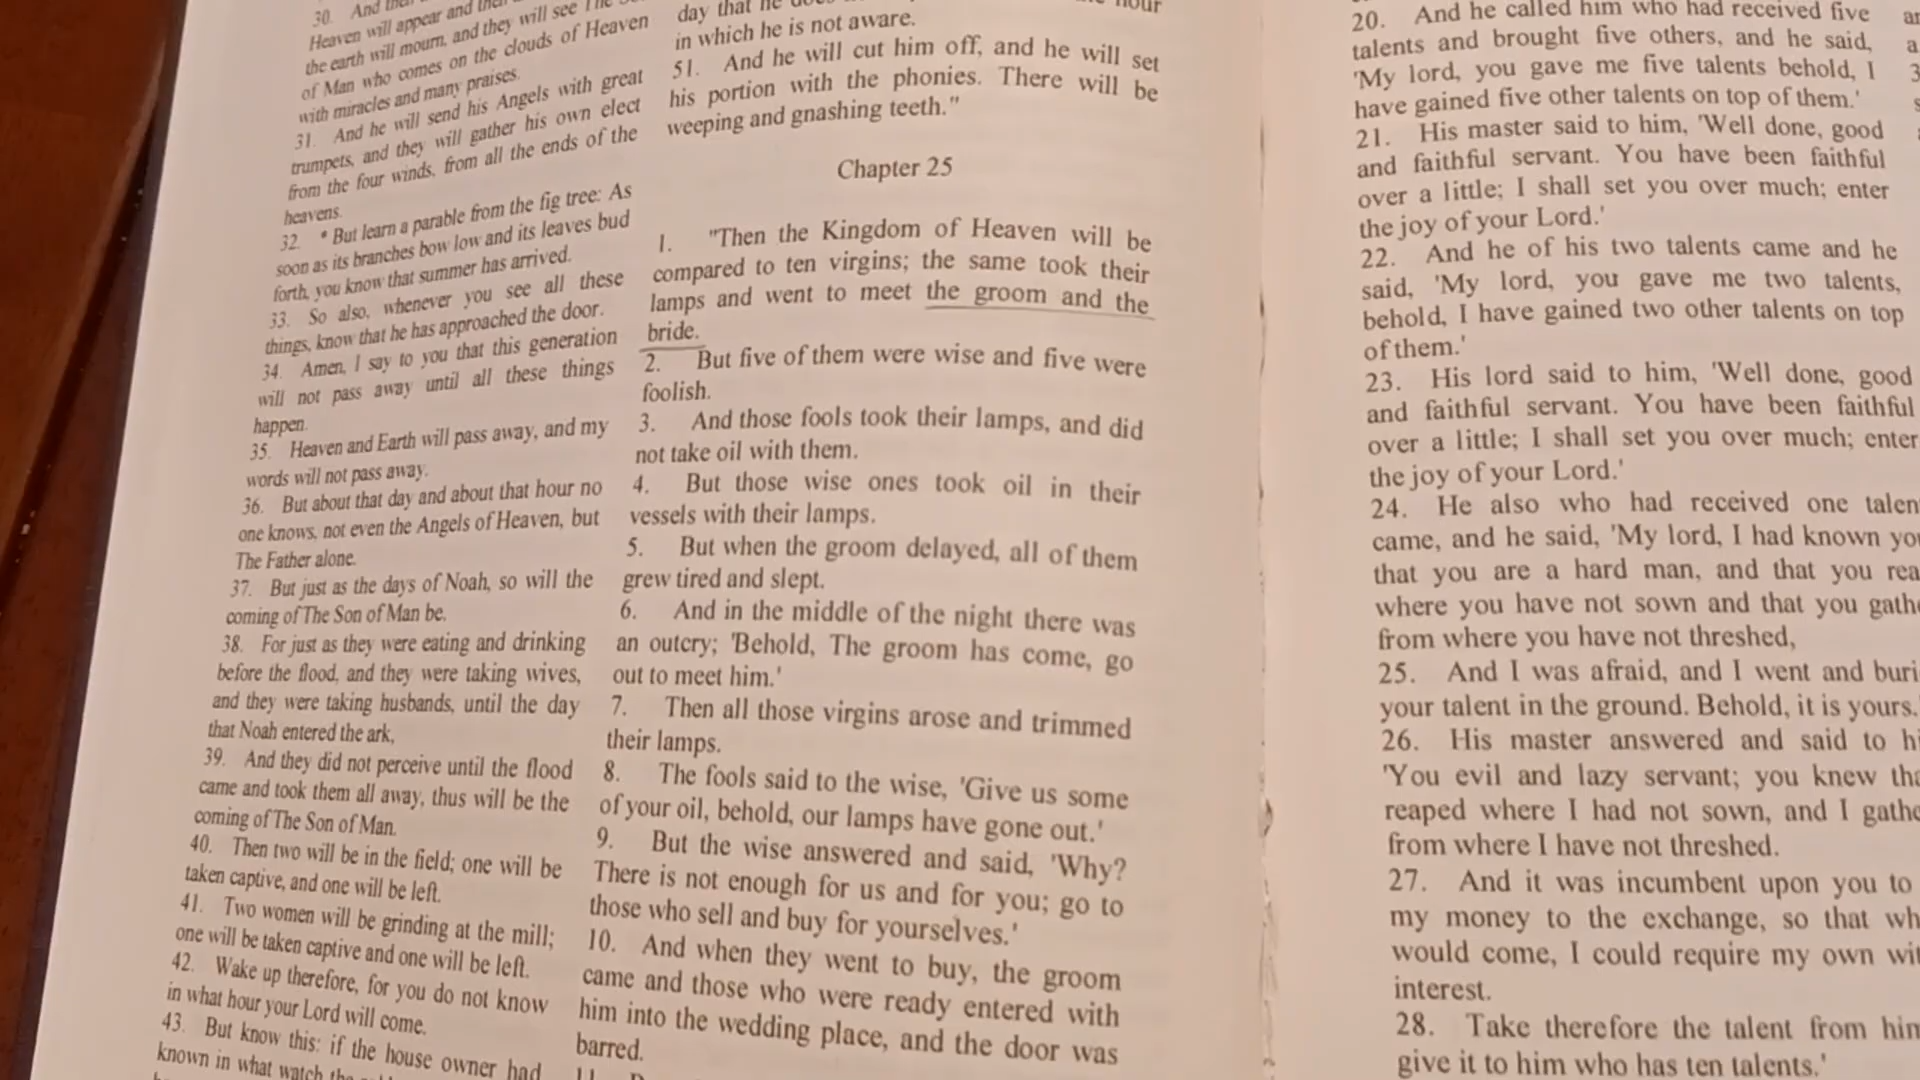 30. And then
Heaven will appear and then
the earth will mourn, and they will see The
of Man who comes on the clouds of Heaven
with miracles and many praises.
31. And he will send his Angels with great
trumpets, and they will gather his own elect
from the four winds, from all the ends of the
heavens.
32. * But learn a parable from the fig tree: As
soon as its branches bow low and its leaves bud
forth, you know that summer has arrived.
33. So also, whenever you see all these
things, know that he has approached the door.
34. Amen, I say to you that this generation
will not pass away until all these things
happen.
35. Heaven and Earth will pass away, and my
words will not pass away.
36. But about that day and about that hour no
one knows, not even the Angels of Heaven, but
The Father alone.
37. But just as the days of Noah, so will the
coming of The Son of Man be.
38. For just as they were eating and drinking
before the flood, and they were taking wives,
and they were taking husbands, until the day
that Noah entered the ark,
39. And they did not perceive until the flood
came and took them all away, thus will be the
coming of The Son of Man.
40. Then two will be in the field; one will be
taken captive, and one will be left.
41. Two women will be grinding at the mill;
one will be taken captive and one will be left.
42. Wake up therefore, for you do not know
in what hour your Lord will come.
43. But know this: if the house owner had
known in what watch the
day that he does hour
in which he is not aware.
51. And he will cut him off, and he will set
his portion with the phonies. There will be
weeping and gnashing teeth."
Chapter 25
1. "Then the Kingdom of Heaven will be
compared to ten virgins; the same took their
lamps and went to meet the groom and the
bride.
2. But five of them were wise and five were
foolish.
3. And those fools took their lamps, and did
not take oil with them.
4. But those wise ones took oil in their
vessels with their lamps.
5. But when the groom delayed, all of them
grew tired and slept.
6. And in the middle of the night there was
an outcry; 'Behold, The groom has come, go
out to meet him.'
7. Then all those virgins arose and trimmed
their lamps.
8. The fools said to the wise, 'Give us some
of your oil, behold, our lamps have gone out.'
9. But the wise answered and said, 'Why?
There is not enough for us and for you; go to
those who sell and buy for yourselves.'
10. And when they went to buy, the groom
came and those who were ready entered with
him into the wedding place, and the door was
barred.
20. And he called him who had received five
talents and brought five others, and he said,
'My lord, you gave me five talents behold, I
have gained five other talents on top of them.'
21. His master said to him, 'Well done, good
and faithful servant. You have been faithful
over a little; I shall set you over much; enter
the joy of your Lord.'
22. And he of his two talents came and he
said, 'My lord, you gave me two talents,
behold, I have gained two other talents on top
of them.'
23. His lord said to him, 'Well done, good
and faithful servant. You have been faithful
over a little; I shall set you over much; enter
the joy of your Lord.'
24. He also who had received one talen
came, and he said, 'My lord, I had known yo
that you are a hard man, and that you rea
where you have not sown and that you gath
from where you have not threshed,
25. And I was afraid, and I went and buri
your talent in the ground. Behold, it is yours.
26. His master answered and said to hi
'You evil and lazy servant; you knew tha
reaped where I had not sown, and I gathe
from where I have not threshed.
27. And it was incumbent upon you to
my money to the exchange, so that wh
would come, I could require my own wit
interest.
28. Take therefore the talent from him
give it to him who has ten talents.'